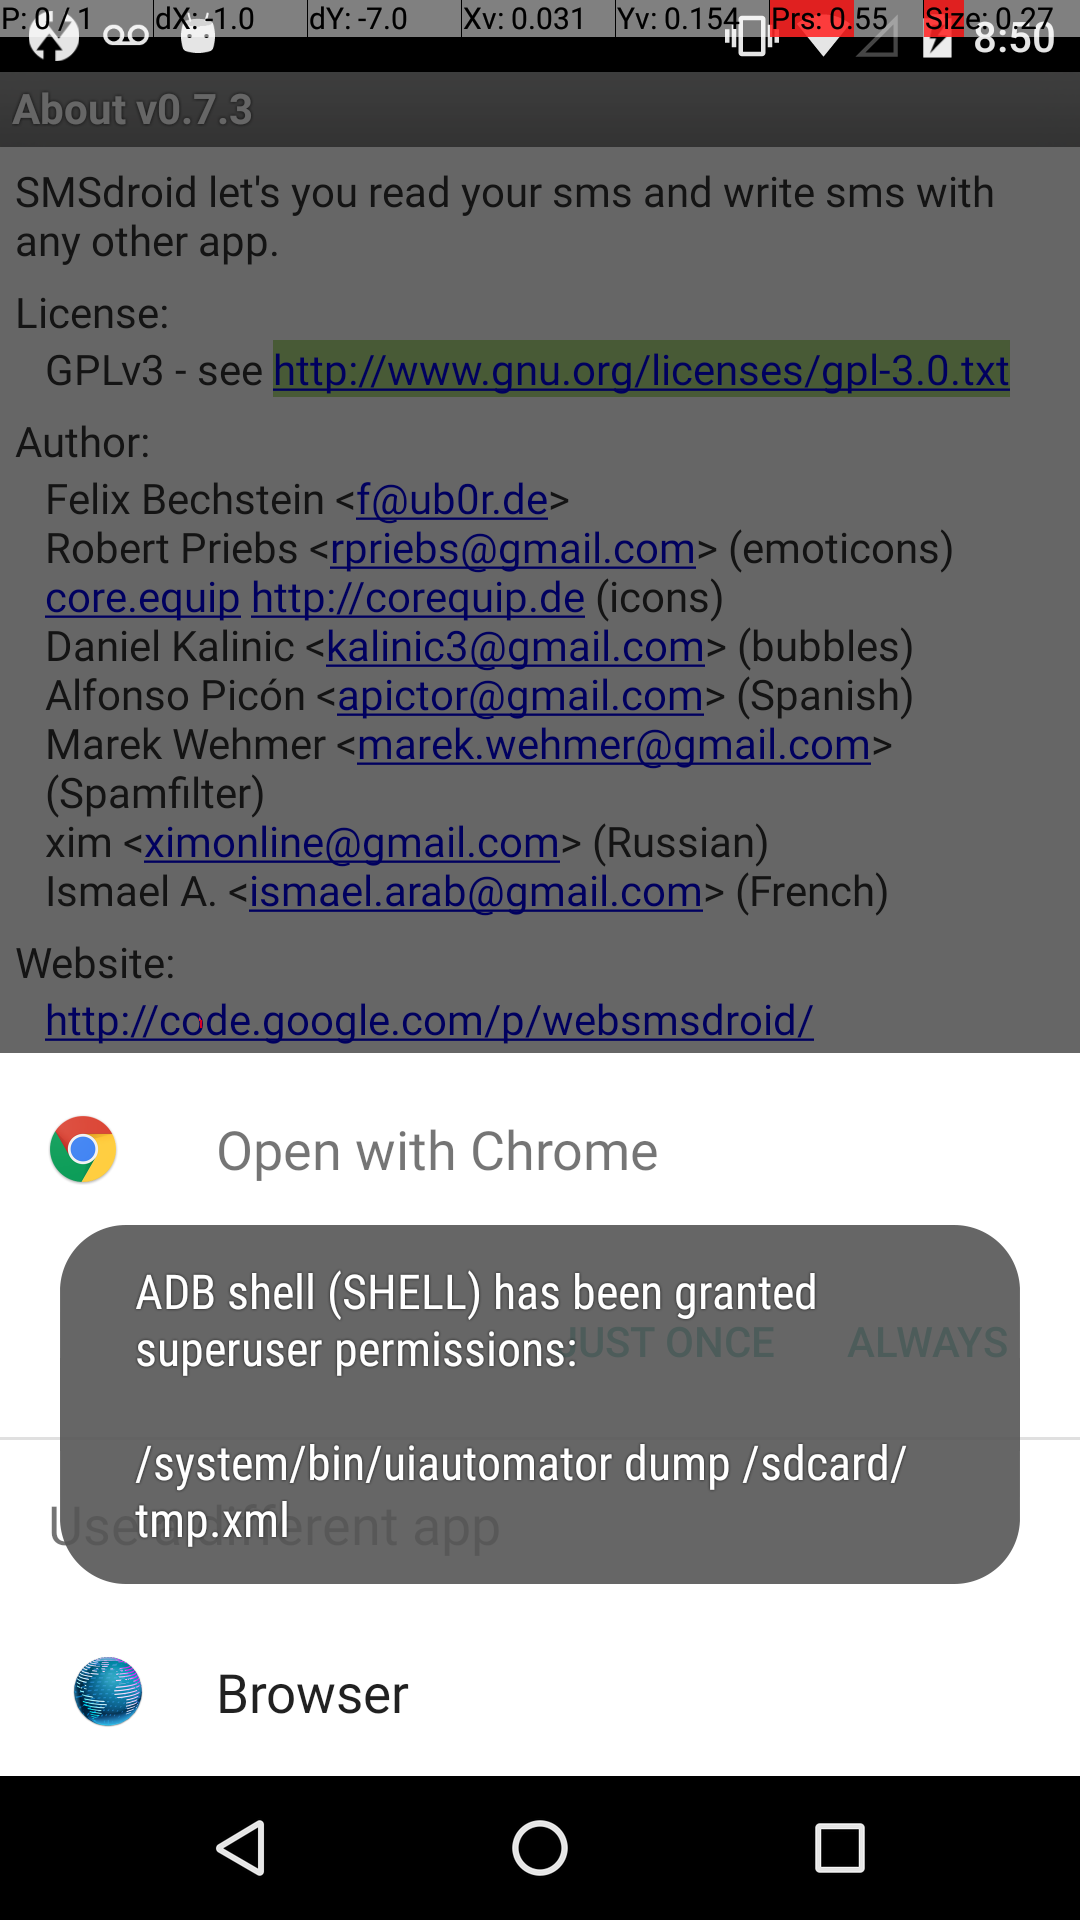 P: 0 / 1 dX: -1.0 dY: -7.0 Xv: 0.031 Yv: 0.154 Prs: 0.55 Size: 0.27
8:50
About v0.7.3
SMSdroid let's you read your sms and write sms with
any other app.
License:
GPLv3 - see http://www.gnu.org/licenses/gpl-3.0.txt
Author:
Felix Bechstein <f@ub0r.de>
Robert Priebs <rpriebs@gmail.com> (emoticons)
core.equip http://corequip.de (icons)
Daniel Kalinic <kalinic3@gmail.com> (bubbles)
Alfonso Picón <apictor@gmail.com> (Spanish)
Marek Wehmer <marek.wehmer@gmail.com>
(Spamfilter)
xim <ximonline@gmail.com> (Russian)
Ismael A. <ismael.arab@gmail.com> (French)
Website:
http://code.google.com/p/websmsdroid/
Open with Chrome
ADB shell (SHELL) has been granted
superuser permissions:
JUST ONCE ALWAYS
/system/bin/uiautomator dump /sdcard/
tmp.xml
Use a different app
Browser